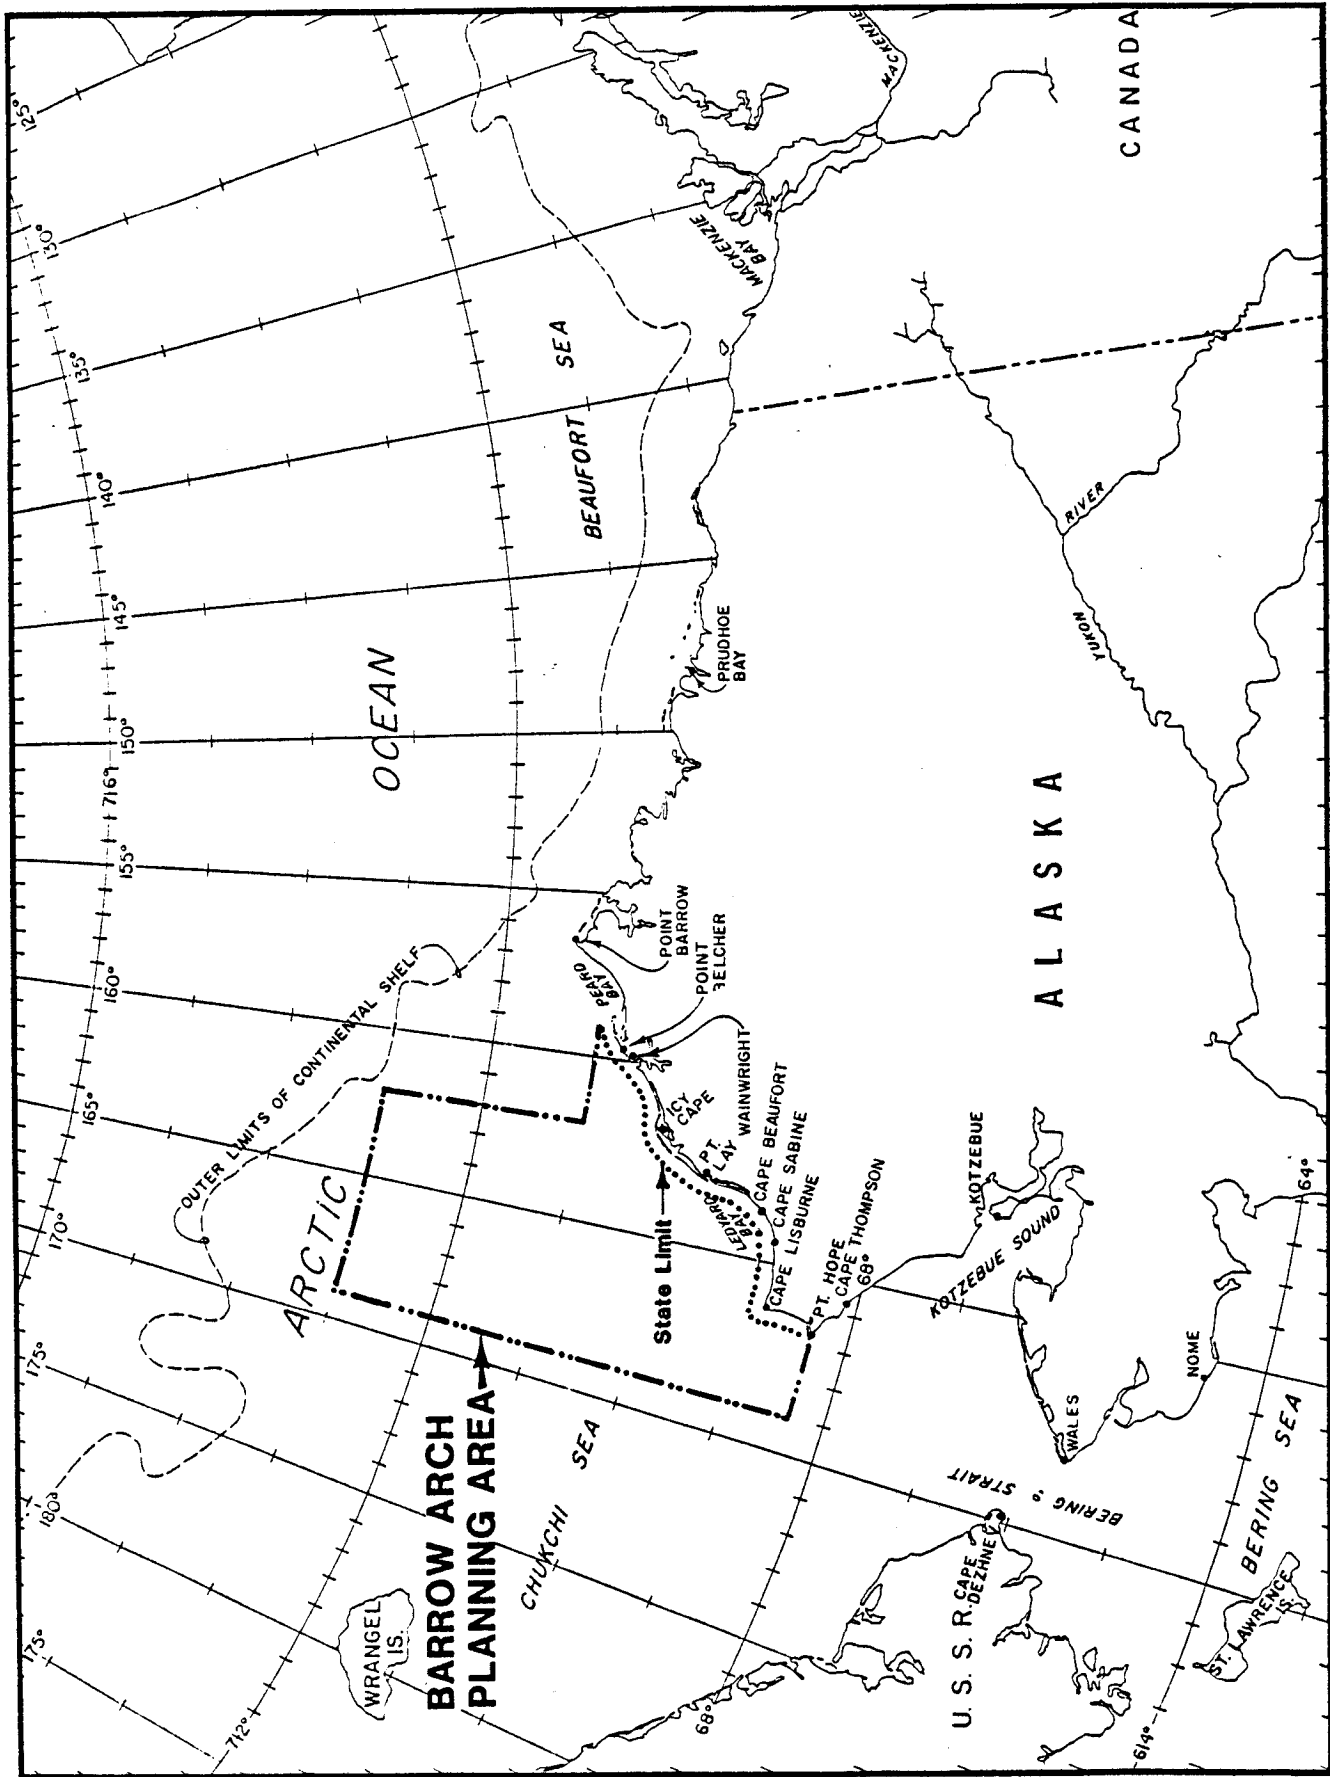 175°
180°
175°
170°
165°
160°
155°
150°
145°
140°
135°
130°
125°
716°
712°
68°
614°
68°
64°
WRANGEL
IS.
BARROW ARCH
PLANNING AREA
CHUKCHI
SEA
ARCTIC
OCEAN
OUTER LIMITS OF CONTINENTAL SHELF
BEAUFORT
SEA
MACKENZIE
BAY
MACKENZIE
State Limit
PEARD
BAY
POINT
BARROW
POINT
BELCHER
WAINWRIGHT
ICY
CAPE
PT.
LAY
LEDYARD
BAY
CAPE BEAUFORT
CAPE SABINE
CAPE LISBURNE
PT. HOPE
CAPE THOMPSON
PRUDHOE
BAY
KOTZEBUE
KOTZEBUE SOUND
WALES
NOME
BERING STRAIT
BERING SEA
ST. LAWRENCE
IS.
U. S. S. R.
CAPE
DEZHNEV
ALASKA
YUKON
RIVER
CANADA